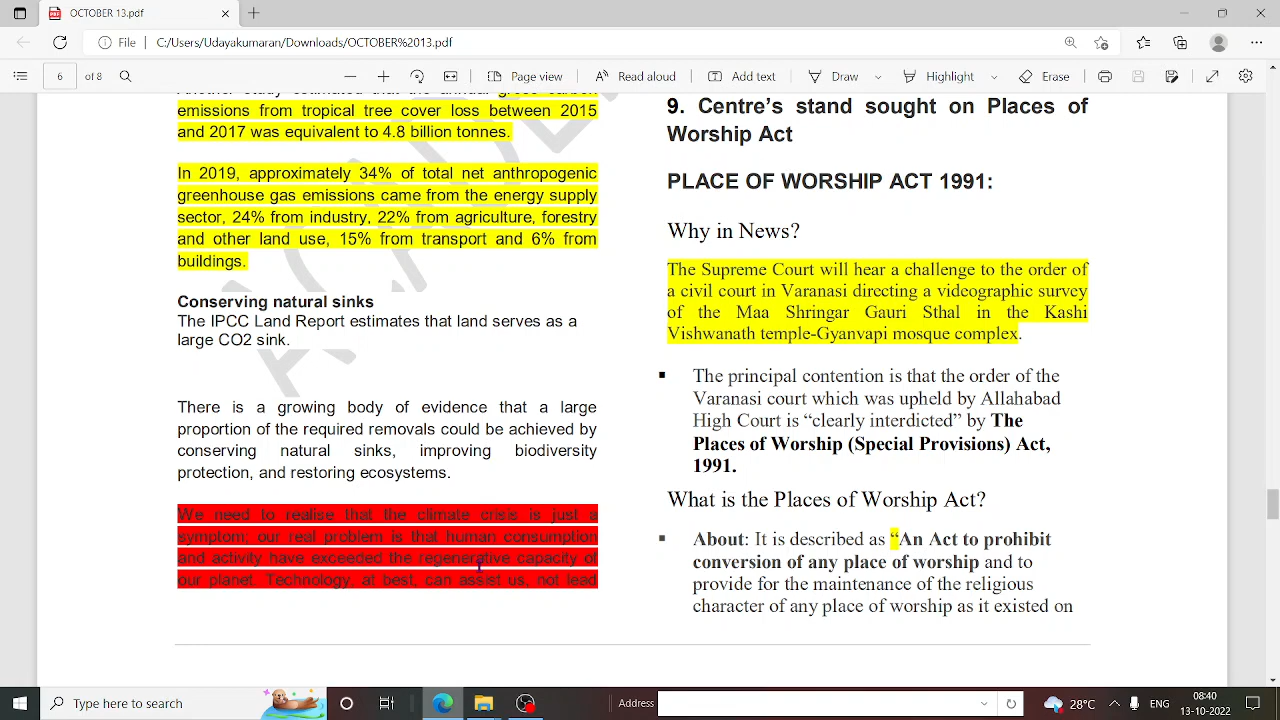 OCTOBER 13.pdf
File
C:/Users/Udayakumaran/Downloads/OCTOBER%2013.pdf
6 of 8
Page view
Read aloud
Add text
Draw
Highlight
Erase
emissions from tropical tree cover loss between 2015
and 2017 was equivalent to 4.8 billion tonnes.
In 2019, approximately 34% of total net anthropogenic
greenhouse gas emissions came from the energy supply
sector, 24% from industry, 22% from agriculture, forestry
and other land use, 15% from transport and 6% from
buildings.
Conserving natural sinks
The IPCC Land Report estimates that land serves as a
large CO2 sink.
There is a growing body of evidence that a large
proportion of the required removals could be achieved by
conserving natural sinks, improving biodiversity
protection, and restoring ecosystems.
We need to realise that the climate crisis is just a
symptom; our real problem is that human consumption
and activity have exceeded the regenerative capacity of
our planet. Technology, at best, can assist us, not lead
9. Centre's stand sought on Places of
Worship Act
PLACE OF WORSHIP ACT 1991:
Why in News?
The Supreme Court will hear a challenge to the order of
a civil court in Varanasi directing a videographic survey
of the Maa Shringar Gauri Sthal in the Kashi
Vishwanath temple-Gyanvapi mosque complex.
▪ The principal contention is that the order of the
Varanasi court which was upheld by Allahabad
High Court is “clearly interdicted” by The
Places of Worship (Special Provisions) Act,
1991.
What is the Places of Worship Act?
▪ About: It is described as “An Act to prohibit
conversion of any place of worship and to
provide for the maintenance of the religious
character of any place of worship as it existed on
Type here to search
Address
28°C
ENG
08:40
13-10-2022